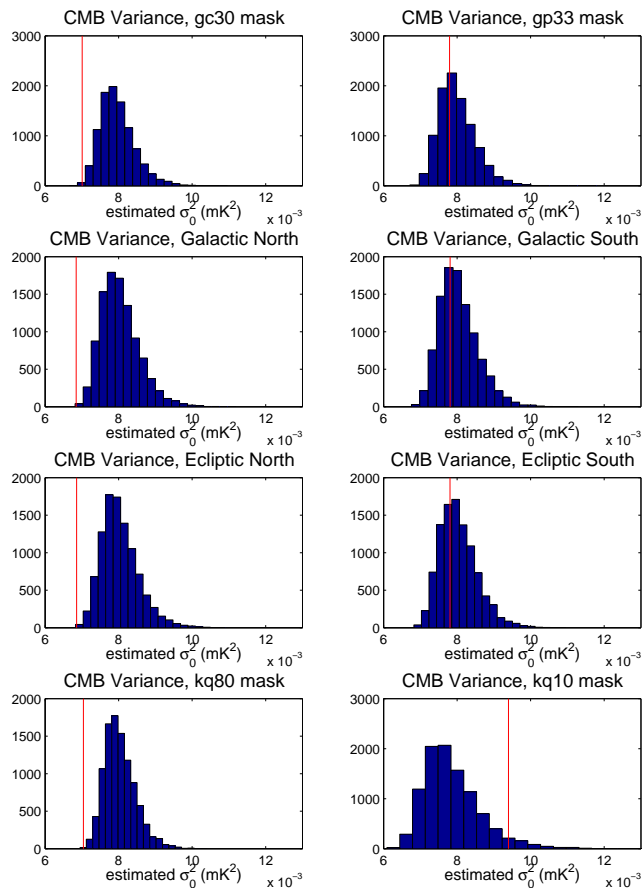 CMB Variance, gc30 mask
3000
2000
1000
0
6 8 10 12
x 10⁻³
estimated σ₀² (mK²)
CMB Variance, gp33 mask
3000
2000
1000
0
6 8 10 12
x 10⁻³
estimated σ₀² (mK²)
CMB Variance, Galactic North
2000
1500
1000
500
0
6 8 10 12
x 10⁻³
estimated σ₀² (mK²)
CMB Variance, Galactic South
2000
1500
1000
500
0
6 8 10 12
x 10⁻³
estimated σ₀² (mK²)
CMB Variance, Ecliptic North
2000
1500
1000
500
0
6 8 10 12
x 10⁻³
estimated σ₀² (mK²)
CMB Variance, Ecliptic South
2000
1500
1000
500
0
6 8 10 12
x 10⁻³
estimated σ₀² (mK²)
CMB Variance, kq80 mask
2000
1500
1000
500
0
6 8 10 12
x 10⁻³
estimated σ₀² (mK²)
CMB Variance, kq10 mask
3000
2000
1000
0
6 8 10 12
x 10⁻³
estimated σ₀² (mK²)